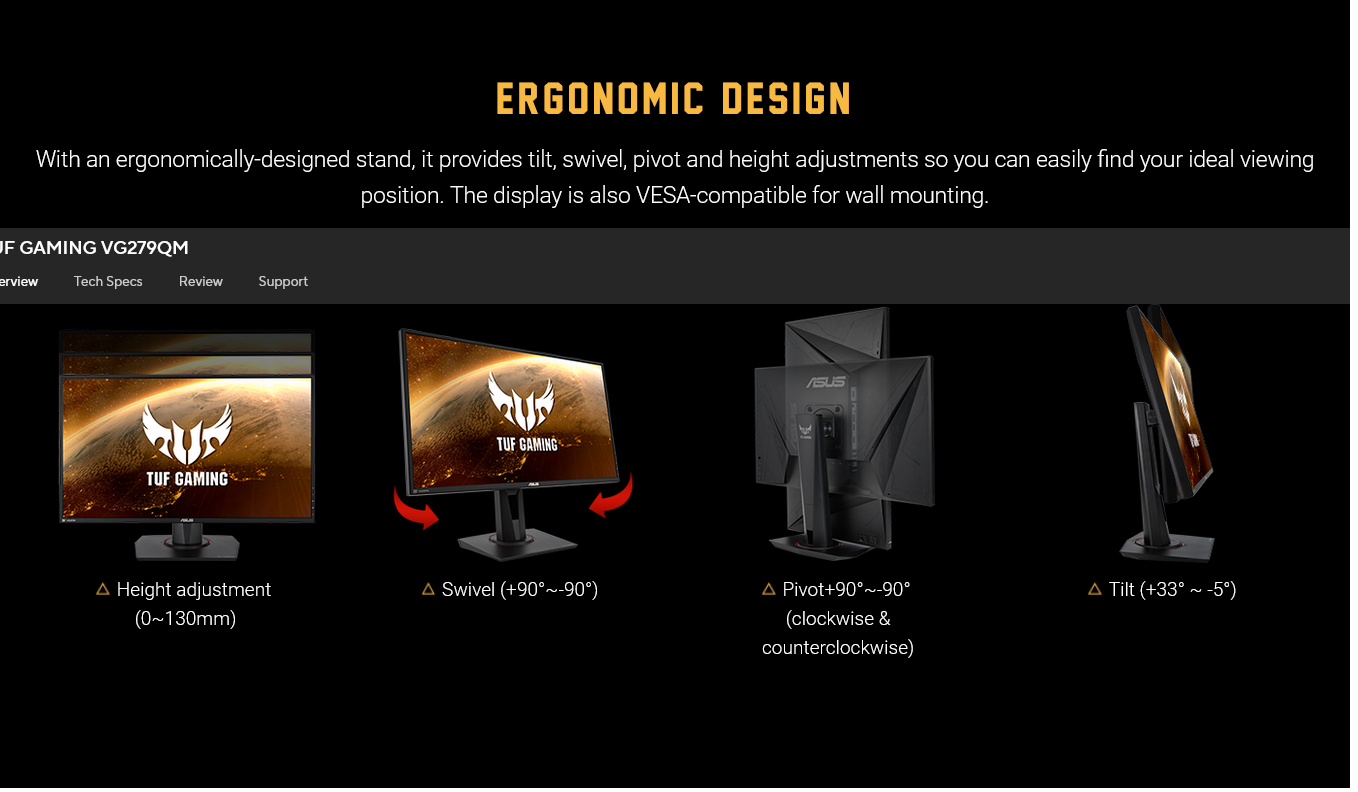 ERGONOMIC DESIGN
With an ergonomically-designed stand, it provides tilt, swivel, pivot and height adjustments so you can easily find your ideal viewing
position. The display is also VESA-compatible for wall mounting.
UF GAMING VG279QM
erview Tech Specs Review Support
TUF GAMING
ASUS
TUF GAMING
ASUS
ASUS
Height adjustment
(0~130mm)
Swivel (+90°~-90°)
Pivot+90°~-90°
(clockwise &
counterclockwise)
Tilt (+33° ~ -5°)